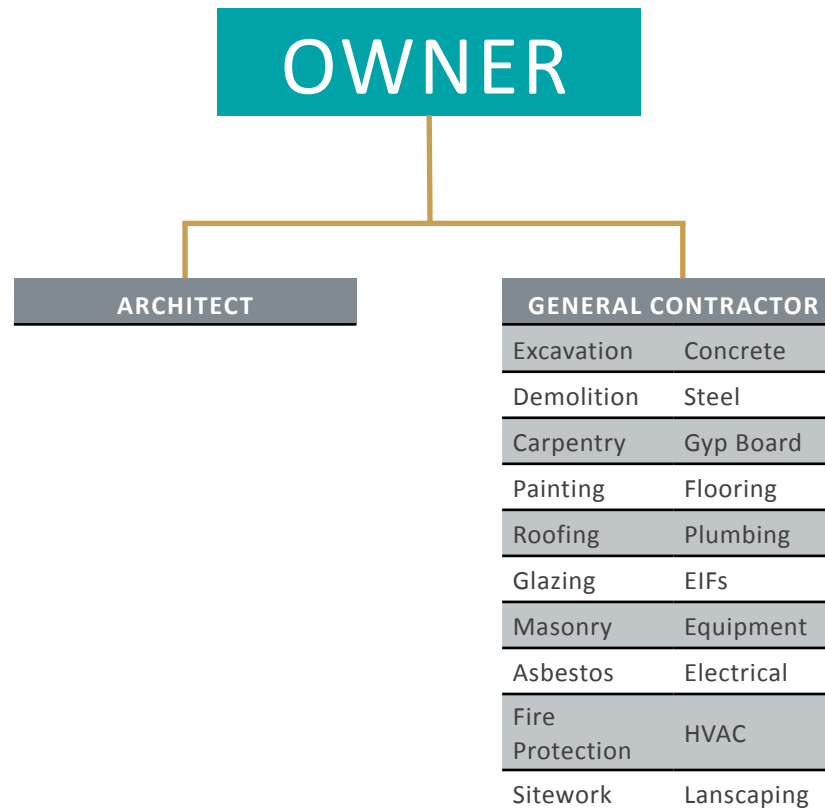 OWNER
ARCHITECT
GENERAL CONTRACTOR
Excavation Concrete
Demolition Steel
Carpentry Gyp Board
Painting Flooring
Roofing Plumbing
Glazing EIFs
Masonry Equipment
Asbestos Electrical
Fire
Protection HVAC
Sitework Lanscaping